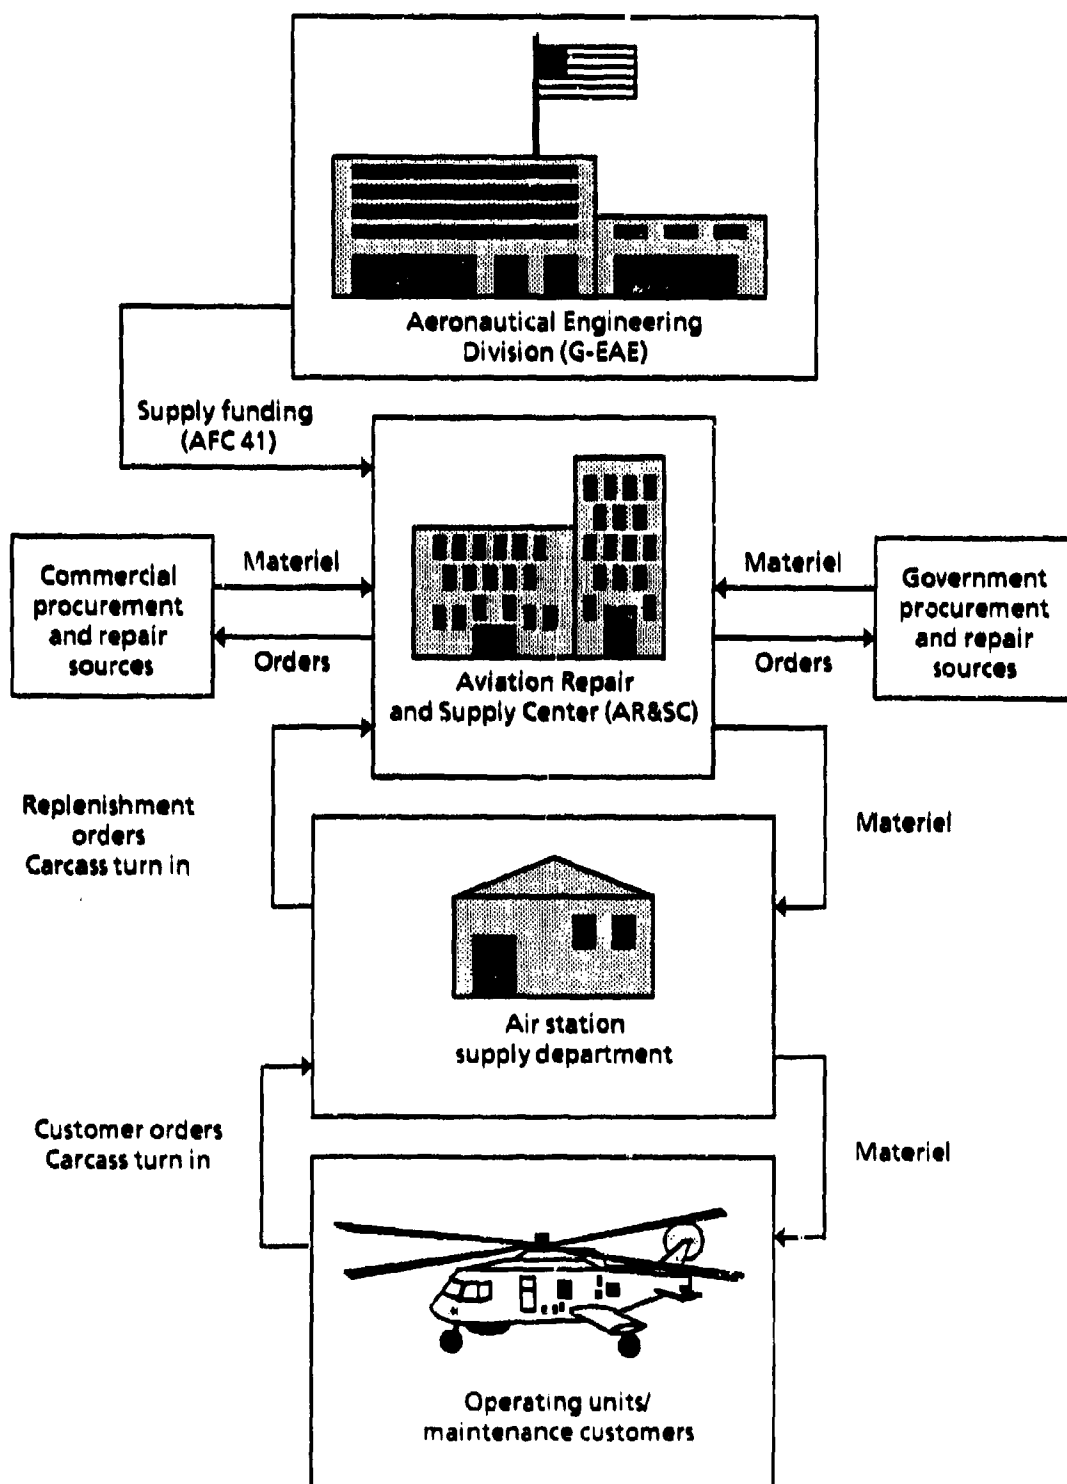 Aeronautical Engineering
Division (G-EAE)
Supply funding
(AFC 41)
Commercial
procurement
and repair
sources
Materiel
Orders
Aviation Repair
and Supply Center (AR&SC)
Materiel
Orders
Government
procurement
and repair
sources
Replenishment
orders
Carcass turn in
Materiel
Air station
supply department
Customer orders
Carcass turn in
Materiel
Operating units/
maintenance customers